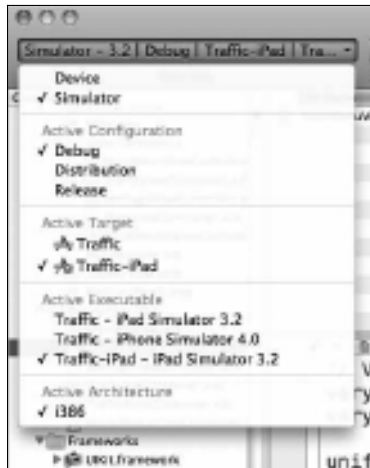 Simulator – 3.2 | Debug | Traffic-iPad | Tra...
Device
✓ Simulator
Active Configuration
✓ Debug
Distribution
Release
Active Target
Traffic
✓ Traffic-iPad
Active Executable
Traffic – iPad Simulator 3.2
Traffic – iPhone Simulator 4.0
✓ Traffic-iPad – iPad Simulator 3.2
Active Architecture
✓ i386
Frameworks
UIKit.framework
unif